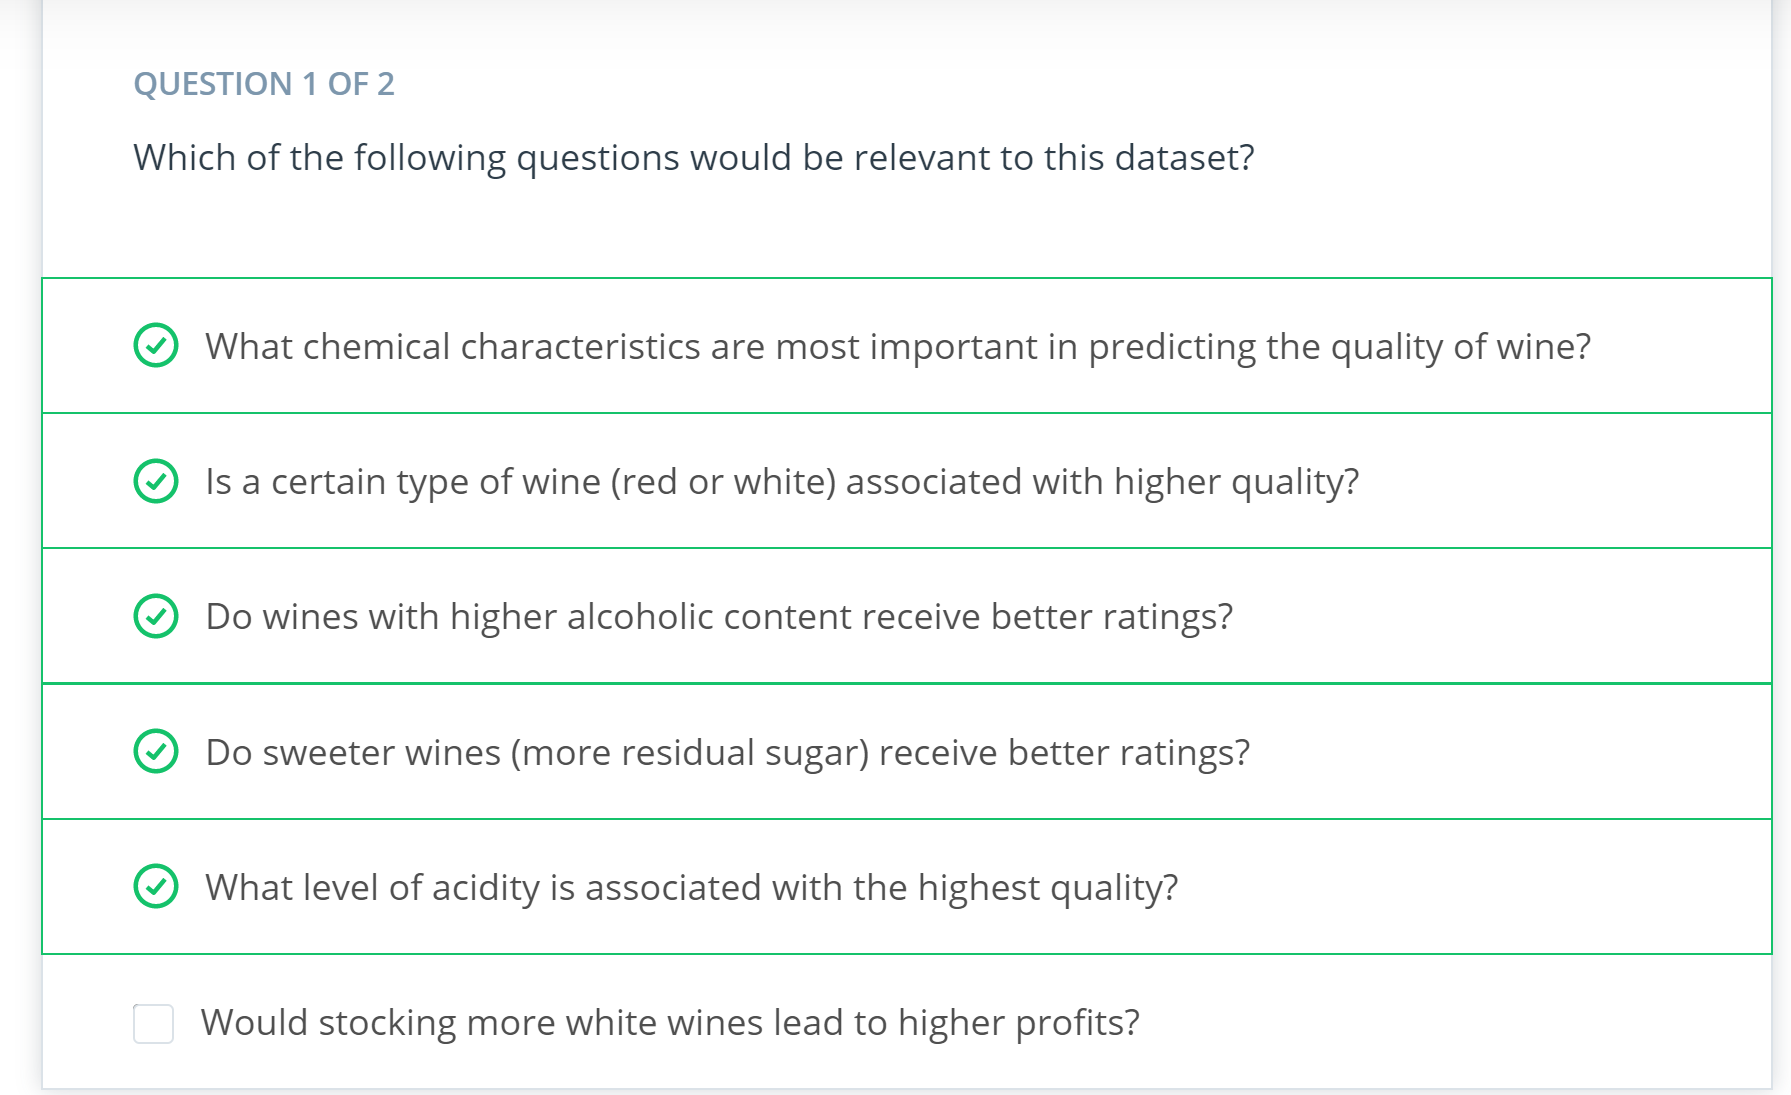 QUESTION 1 OF 2
Which of the following questions would be relevant to this dataset?
What chemical characteristics are most important in predicting the quality of wine?
Is a certain type of wine (red or white) associated with higher quality?
Do wines with higher alcoholic content receive better ratings?
Do sweeter wines (more residual sugar) receive better ratings?
What level of acidity is associated with the highest quality?
Would stocking more white wines lead to higher profits?